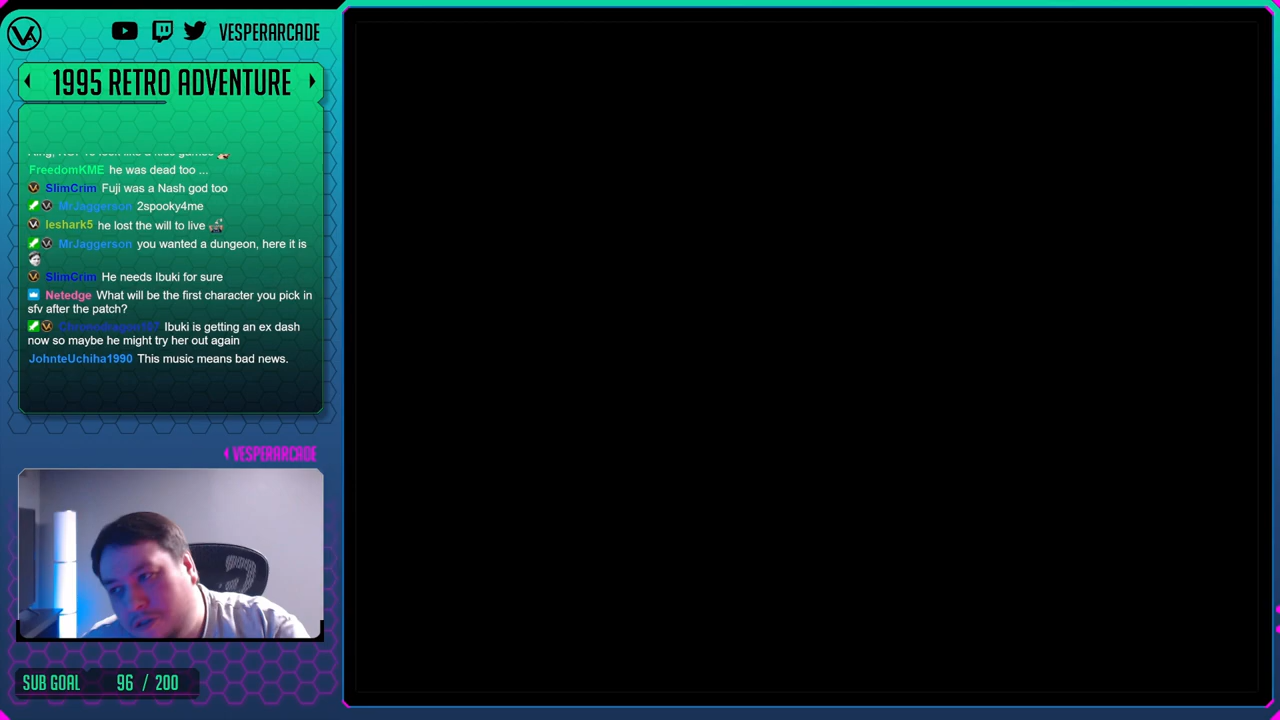 VESPERARCADE
1995 RETRO ADVENTURE
FreedomKME he was dead too ...
SlimCrim Fuji was a Nash god too
MrJaggerson 2spooky4me
leshark5 he lost the will to live
MrJaggerson you wanted a dungeon, here it is
SlimCrim He needs Ibuki for sure
Netedge What will be the first character you pick in
sfv after the patch?
Ibuki is getting an ex dash
now so maybe he might try her out again
JohnteUchiha1990 This music means bad news.
VESPERARCADE
SUB GOAL 96 / 200